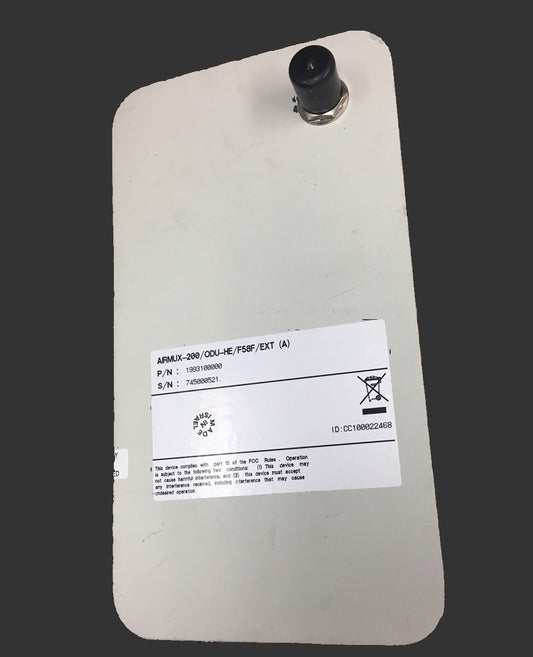 AIRMUX-200/ODU-HE/F58F/EXT (A)
P/N : 1993100000
S/N : 745000521
MADE IN ISRAEL
ID:CC100022468
This device complies with part 15 of the FCC Rules . Operation
is subject to the following two conditions: (1) This device may
not cause harmful interference, and (2) this device must accept
any interference received, including interference that may cause
undesired operation
Y
ED